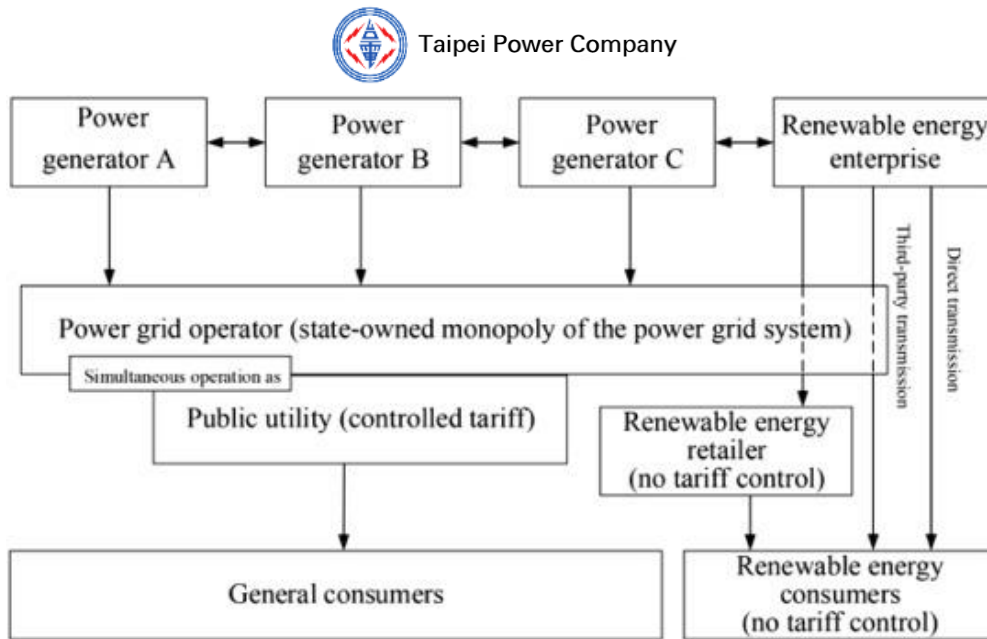 Taipei Power Company
Power
generator A
Power
generator B
Power
generator C
Renewable energy
enterprise
Third-party transmission
Direct transmission
Power grid operator (state-owned monopoly of the power grid system)
Simultaneous operation as
Public utility (controlled tariff)
Renewable energy
retailer
(no tariff control)
General consumers
Renewable energy
consumers
(no tariff control)